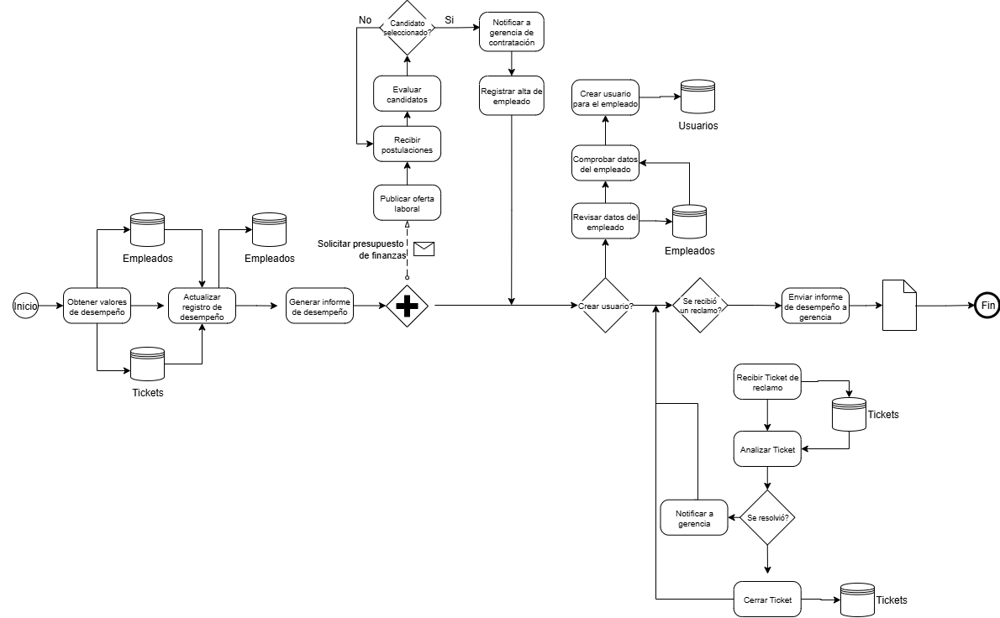 No
Candidato
seleccionado?
Si
Notificar a
gerencia de
contratación
Evaluar
candidatos
Registrar alta de
empleado
Crear usuario
para el empleado
Usuarios
Recibir
postulaciones
Comprobar datos
del empleado
Publicar oferta
laboral
Revisar datos del
empleado
Empleados
Empleados
Empleados
Solicitar presupuesto
de finanzas
Inicio
Obtener valores
de desempeño
Actualizar
registro de
desempeño
Generar informe
de desempeño
Crear usuario?
Se recibió
un reclamo?
Enviar informe
de desempeño a
gerencia
Fin
Tickets
Recibir Ticket de
reclamo
Tickets
Analizar Ticket
Notificar a
gerencia
Se resolvió?
Cerrar Ticket
Tickets